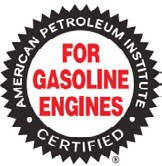 AMERICAN PETROLEUM INSTITUTE
FOR
GASOLINE
ENGINES
CERTIFIED
®